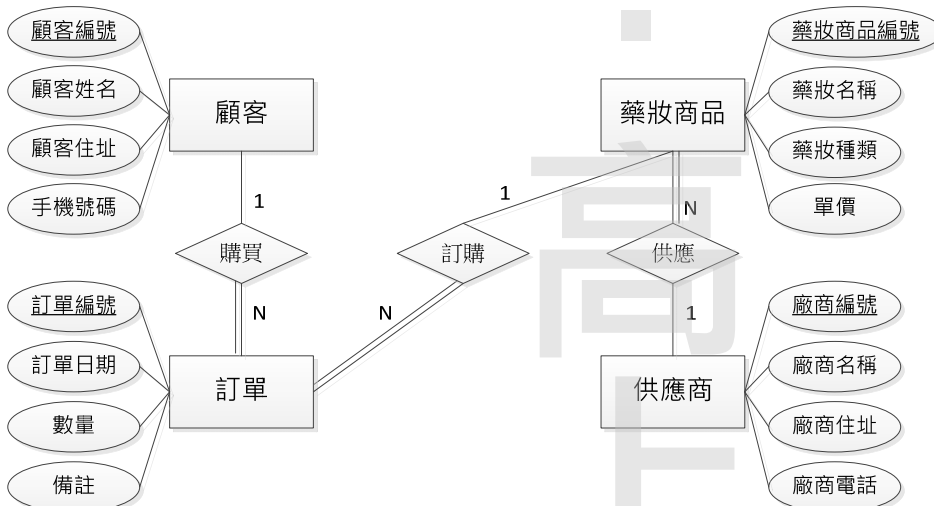 顧客編號
顧客姓名
顧客住址
手機號碼
顧客
1
購買
N
訂單編號
訂單日期
數量
備註
訂單
1
訂購
N
藥妝商品
藥妝商品編號
藥妝名稱
藥妝種類
單價
N
供應
1
供應商
廠商編號
廠商名稱
廠商住址
廠商電話
高